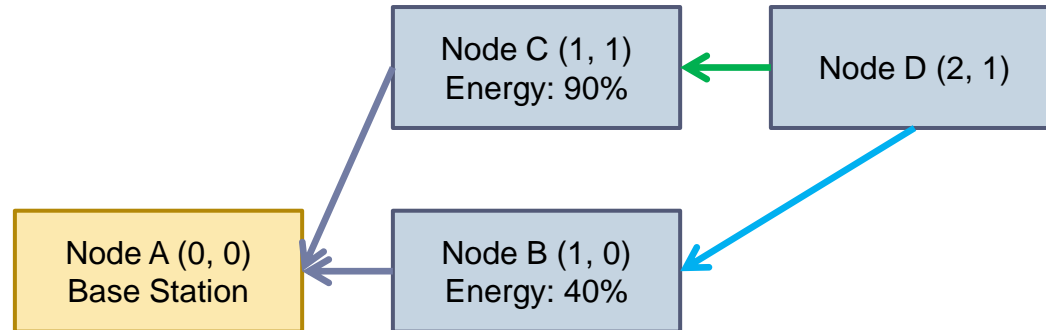 Node C (1, 1)
Energy: 90%
Node D (2, 1)
Node A (0, 0)
Base Station
Node B (1, 0)
Energy: 40%